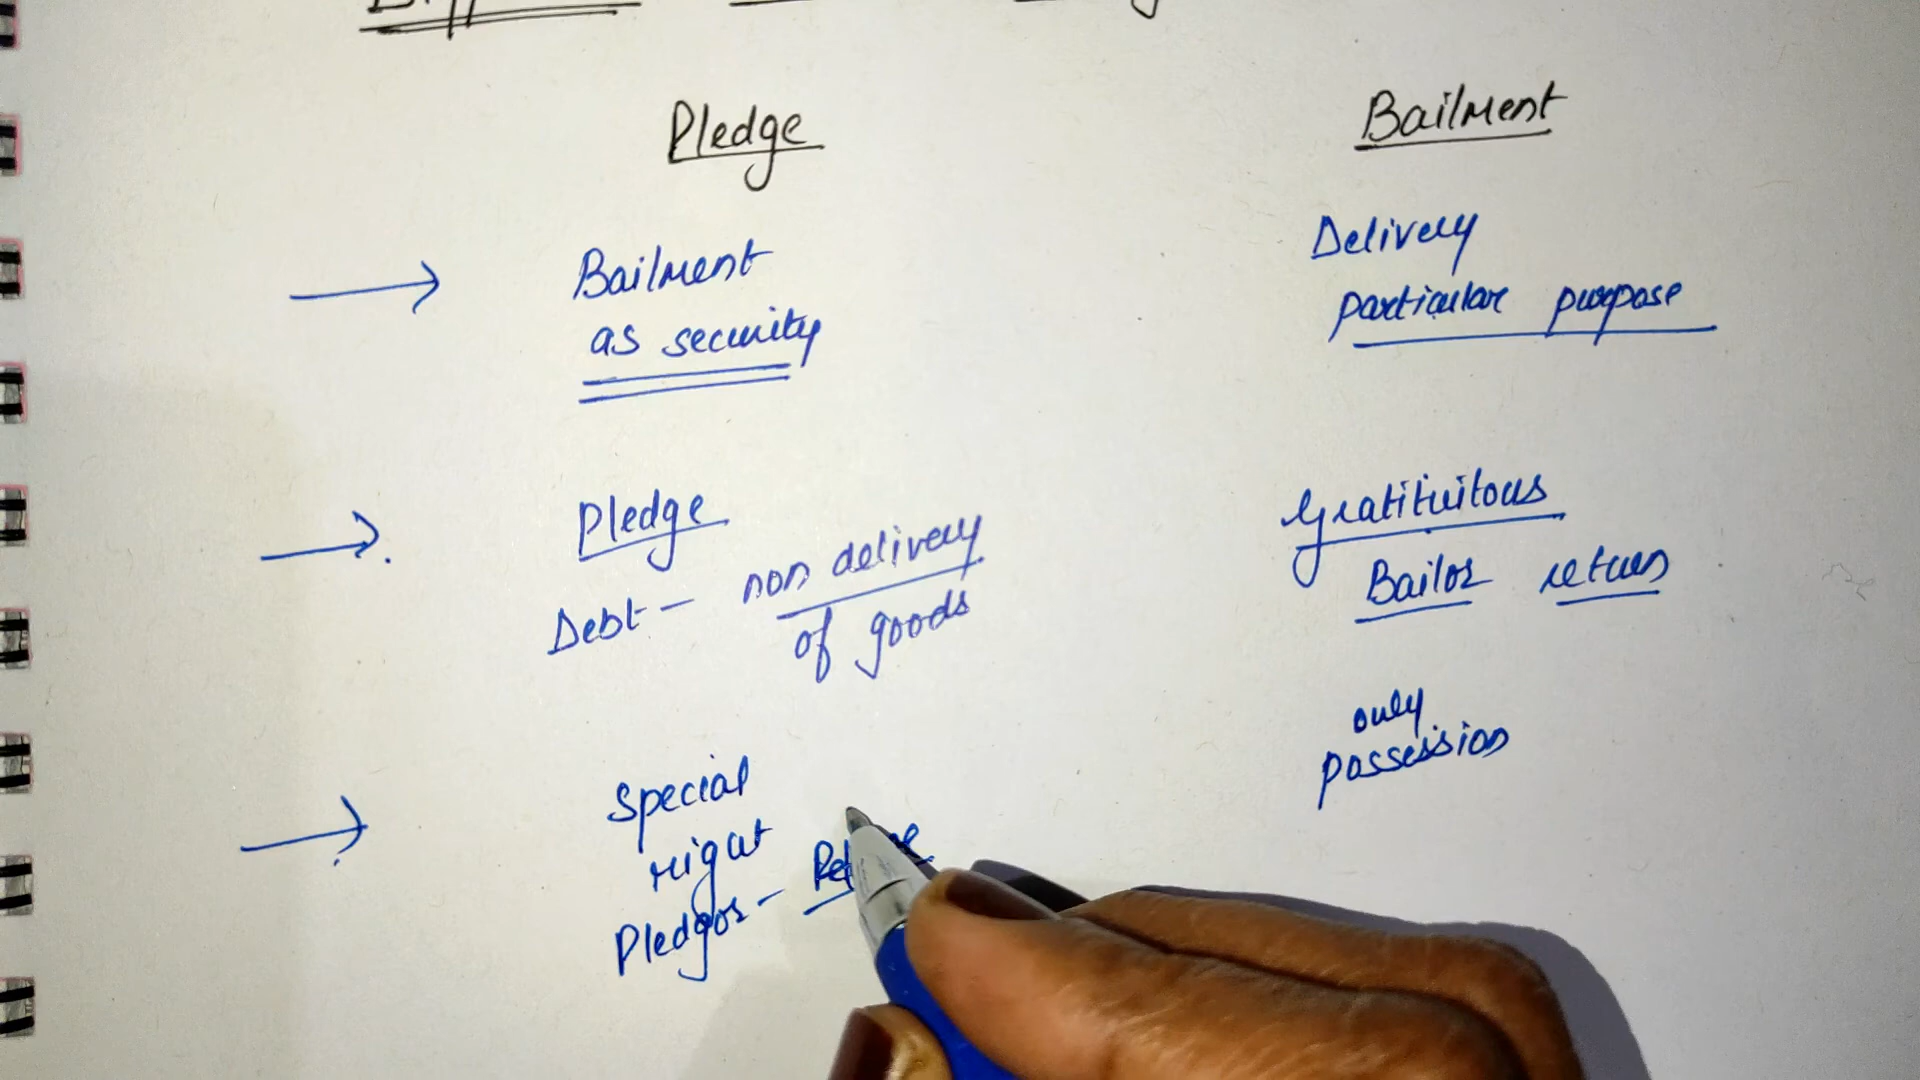 Pledge
Bailment
Bailment
as security
Delivery
particular purpose
Pledge
Debt - non delivery
of goods
Gratituitous
Bailor return
Special
right
Pledgor -
only
possession